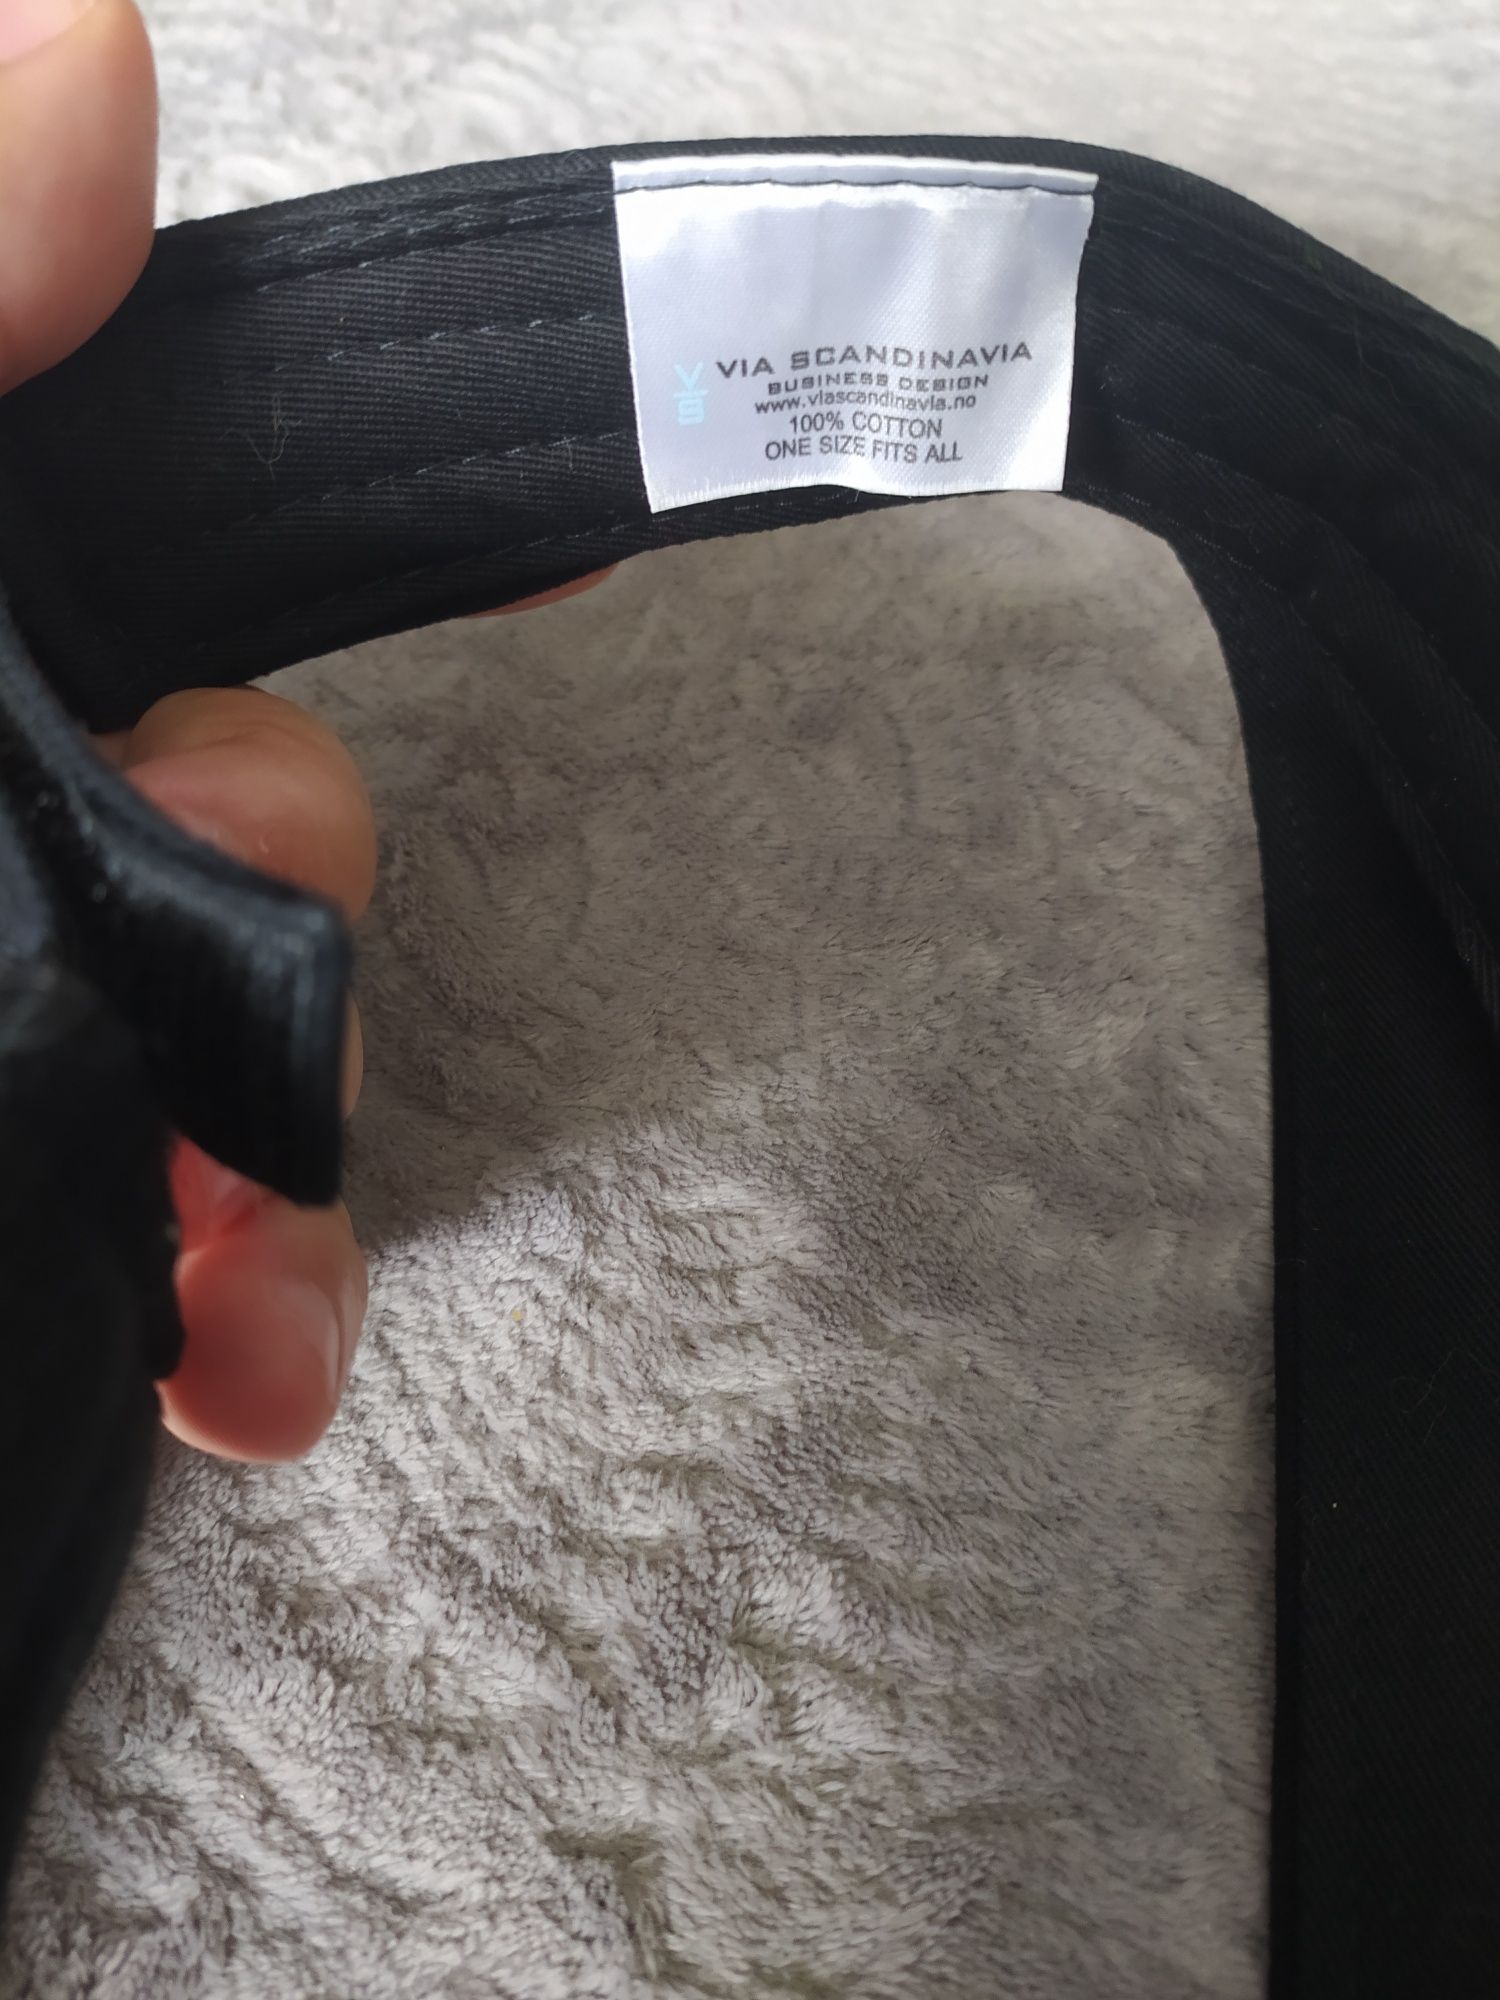 VS
VIA SCANDINAVIA
BUSINESS DESIGN
www.viascandinavia.no
100% COTTON
ONE SIZE FITS ALL